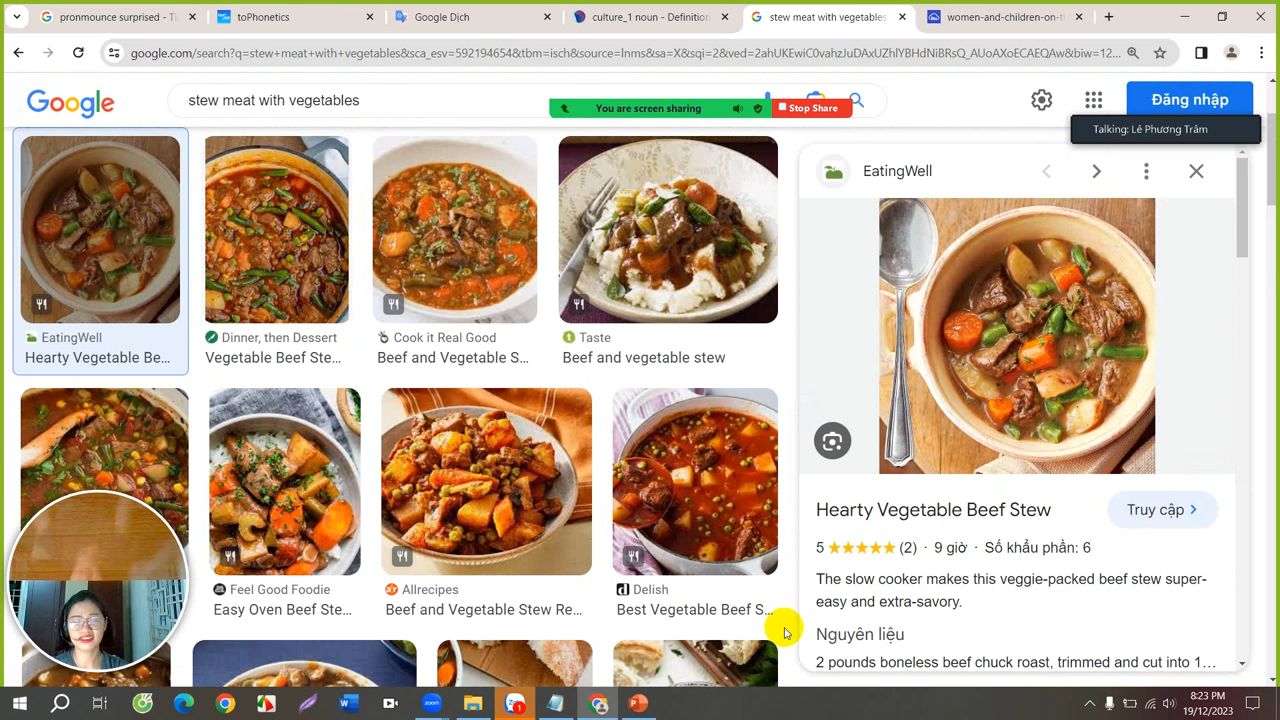 pronmounce surprised - Ti
toPhonetics
Google Dịch
culture_1 noun - Definition
stew meat with vegetables
women-and-children-on-th
google.com/search?q=stew+meat+with+vegetables&sca_esv=592194654&tbm=isch&source=lnms&sa=X&sqi=2&ved=2ahUKEwiC0vahzJuDAxUZhlYBHdNiBRsQ_AUoAXoECAEQAw&biw=12...
Google
stew meat with vegetables
You are screen sharing
Stop Share
Đăng nhập
Talking: Lê Phương Trâm
EatingWell
Hearty Vegetable Be...
Dinner, then Dessert
Vegetable Beef Ste...
Cook it Real Good
Beef and Vegetable S...
Taste
Beef and vegetable stew
Feel Good Foodie
Easy Oven Beef Ste...
Allrecipes
Beef and Vegetable Stew Re...
Delish
Best Vegetable Beef S...
EatingWell
Hearty Vegetable Beef Stew
Truy cập
5 ★★★★★ (2) · 9 giờ · Số khẩu phần: 6
The slow cooker makes this veggie-packed beef stew super-
easy and extra-savory.
Nguyên liệu
2 pounds boneless beef chuck roast, trimmed and cut into 1...
8:23 PM
19/12/2023